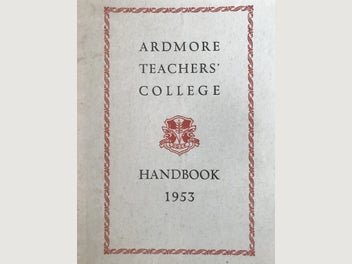 ARDMORE
TEACHERS'
COLLEGE
HANDBOOK
1953